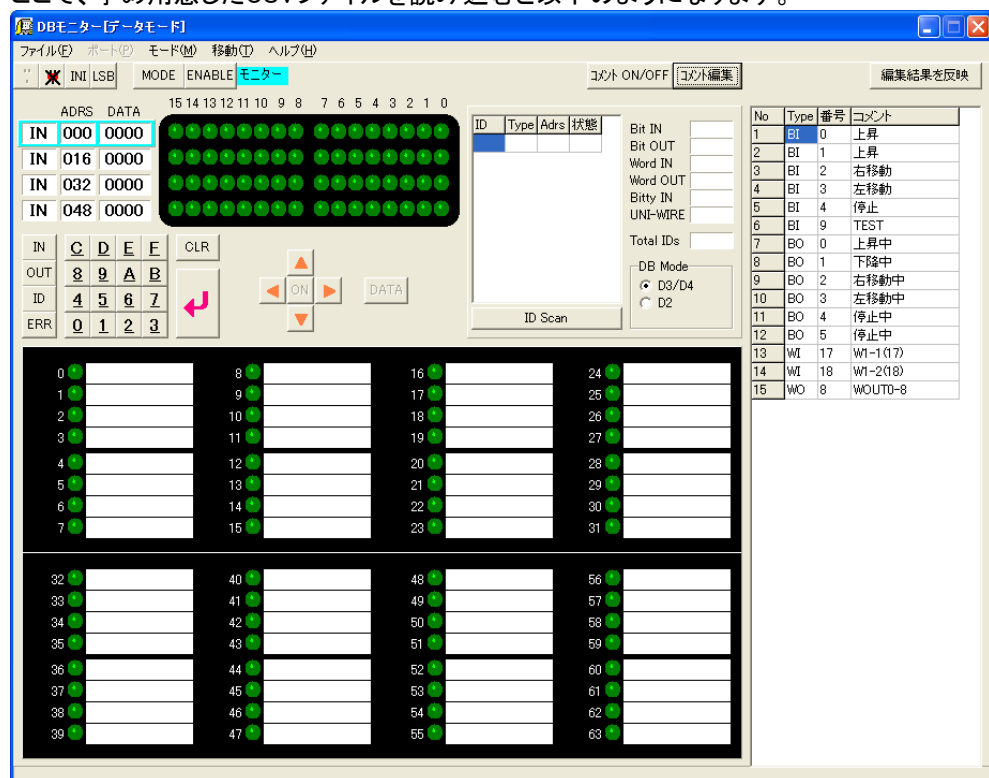 ここで、予め用意したCSVファイルを読み込むと以下のようになります。
DBモニター[データモード]
ファイル(F) ポート(P) モード(M) 移動(T) ヘルプ(H)
INI LSB MODE ENABLE モニター コメント ON/OFF コメント編集 編集結果を反映
ADRS DATA 15 14 13 12 11 10 9 8 7 6 5 4 3 2 1 0
IN 000 0000
IN 016 0000
IN 032 0000
IN 048 0000
IN C D E F CLR
OUT 8 9 A B
ID 4 5 6 7
ERR 0 1 2 3
ON DATA
ID Type Adrs 状態
ID Scan
Bit IN
Bit OUT
Word IN
Word OUT
Bitty IN
UNI-WIRE
Total IDs
DB Mode
D3/D4
D2
No Type 番号 コメント
1 BI 0 上昇
2 BI 1 上昇
3 BI 2 右移動
4 BI 3 左移動
5 BI 4 停止
6 BI 9 TEST
7 BO 0 上昇中
8 BO 1 下降中
9 BO 2 右移動中
10 BO 3 左移動中
11 BO 4 停止中
12 BO 5 停止中
13 WI 17 W1-1(17)
14 WI 18 W1-2(18)
15 WO 8 WOUT0-8
0 8 16 24
1 9 17 25
2 10 18 26
3 11 19 27
4 12 20 28
5 13 21 29
6 14 22 30
7 15 23 31
32 40 48 56
33 41 49 57
34 42 50 58
35 43 51 59
36 44 52 60
37 45 53 61
38 46 54 62
39 47 55 63